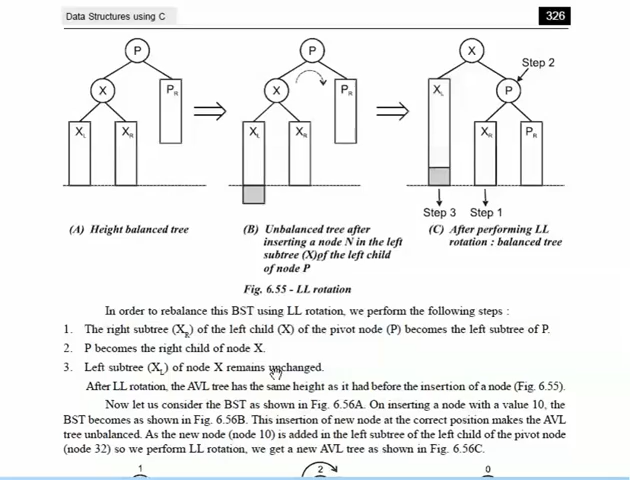 Data Structures using C
326
P
X
P_R
X_L
X_R
P
X
P_R
X_L
X_R
X
Step 2
X_L
P
X_R
P_R
Step 3
Step 1
(A) Height balanced tree
(B) Unbalanced tree after
inserting a node N in the left
subtree (X)of the left child
of node P
(C) After performing LL
rotation : balanced tree
Fig. 6.55 - LL rotation
In order to rebalance this BST using LL rotation, we perform the following steps :
1. The right subtree (X_R) of the left child (X) of the pivot node (P) becomes the left subtree of P.
2. P becomes the right child of node X.
3. Left subtree (X_L) of node X remains unchanged.
After LL rotation, the AVL tree has the same height as it had before the insertion of a node (Fig. 6.55).
Now let us consider the BST as shown in Fig. 6.56A. On inserting a node with a value 10, the
BST becomes as shown in Fig. 6.56B. This insertion of new node at the correct position makes the AVL
tree unbalanced. As the new node (node 10) is added in the left subtree of the left child of the pivot node
(node 32) so we perform LL rotation, we get a new AVL tree as shown in Fig. 6.56C.
1
2
0